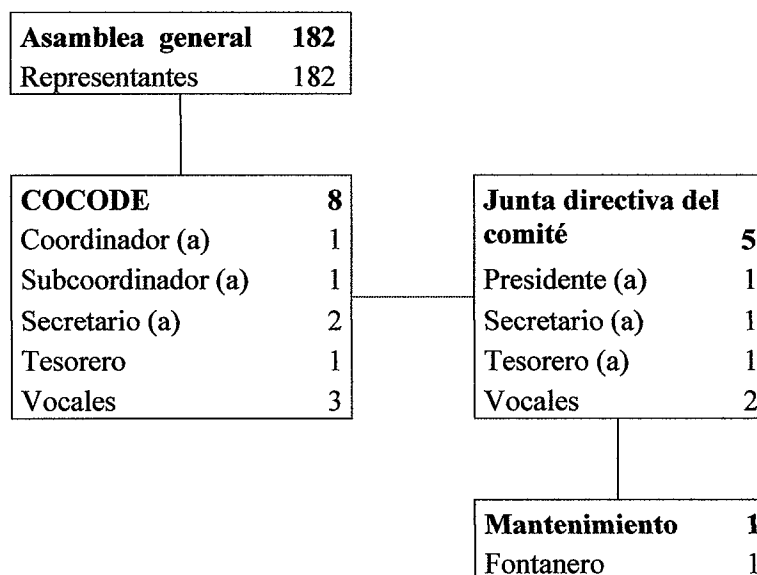 Asamblea general 182
Representantes 182
COCODE 8
Coordinador (a) 1
Subcoordinador (a) 1
Secretario (a) 2
Tesorero 1
Vocales 3
Junta directiva del
comité 5
Presidente (a) 1
Secretario (a) 1
Tesorero (a) 1
Vocales 2
Mantenimiento 1
Fontanero 1